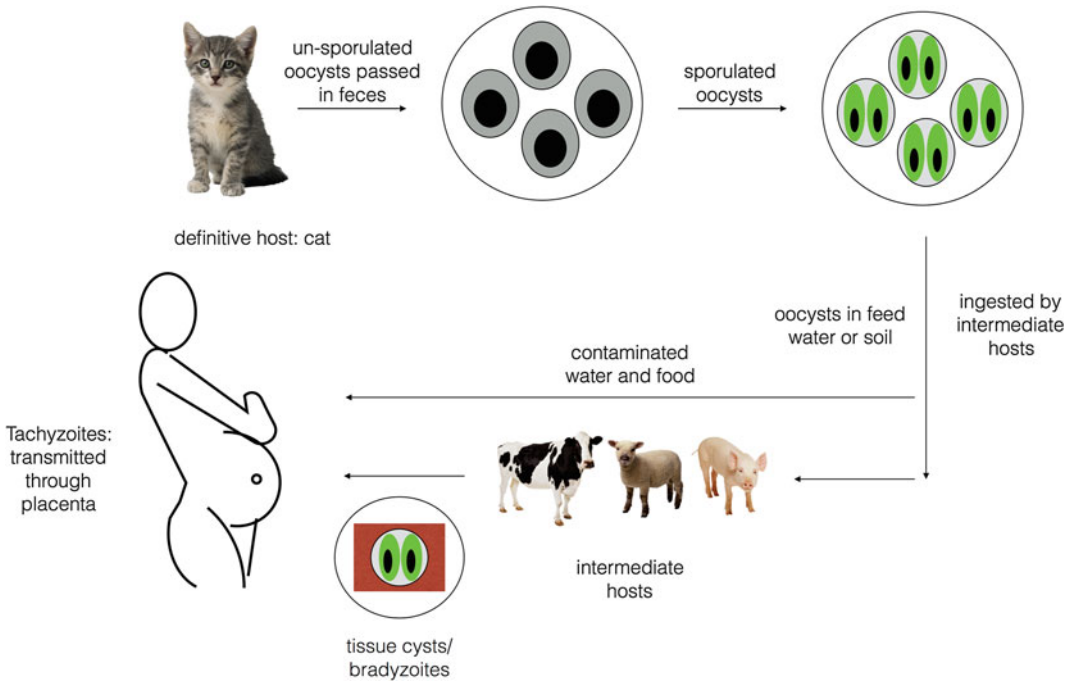 un-sporulated
oocysts passed
in feces
sporulated
oocysts
definitive host: cat
oocysts in feed
water or soil
ingested by
intermediate
hosts
contaminated
water and food
Tachyzoites:
transmitted
through
placenta
intermediate
hosts
tissue cysts/
bradyzoites